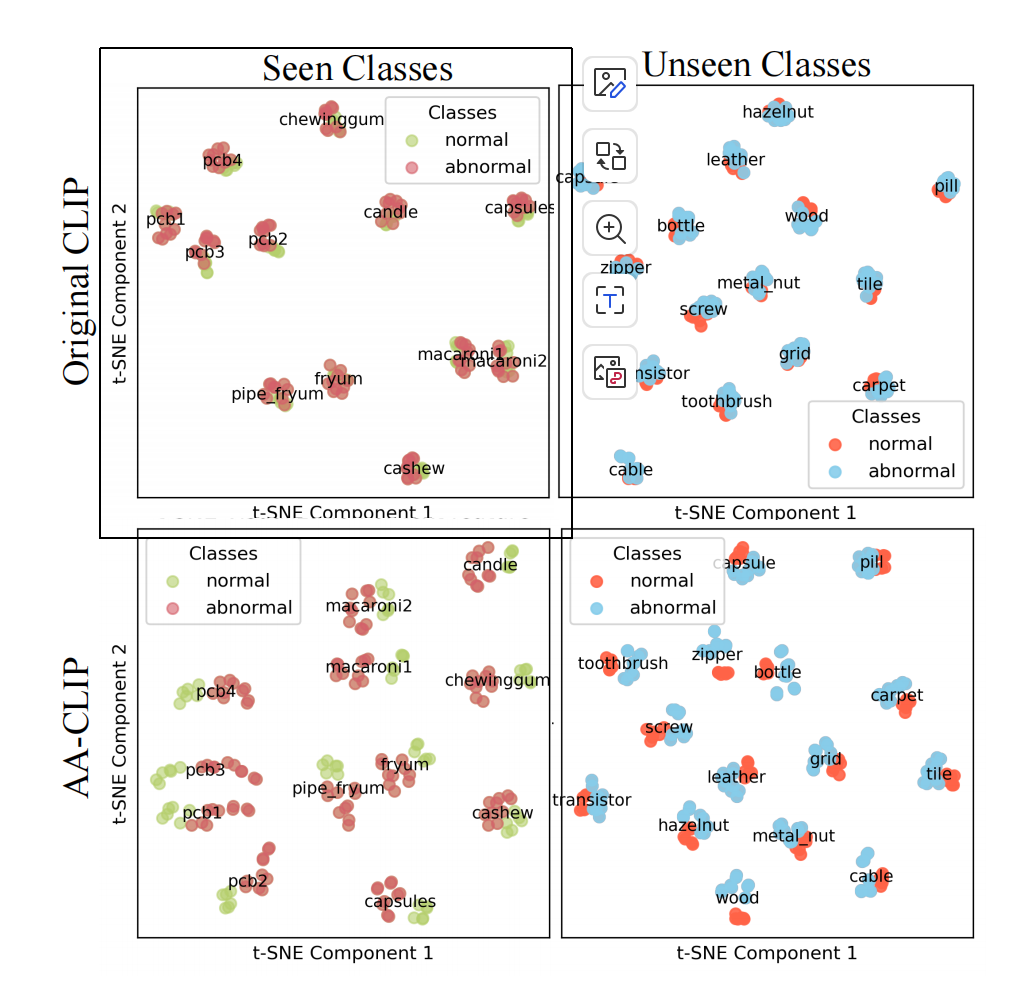 Seen Classes
Unseen Classes
Original CLIP
t-SNE Component 2
chewinggum
Classes
normal
abnormal
pcb4
pcb1
pcb3
pcb2
candle
capsules
macaroni1
macaroni2
fryum
pipe_fryum
cashew
t-SNE Component 1
hazelnut
leather
pill
bottle
wood
zipper
metal_nut
tile
screw
grid
nsistor
carpet
toothbrush
cable
Classes
normal
abnormal
t-SNE Component 1
AA-CLIP
t-SNE Component 2
Classes
normal
abnormal
candle
macaroni2
macaroni1
chewinggum
pcb4
pcb3
fryum
pipe_fryum
pcb1
cashew
pcb2
capsules
t-SNE Component 1
Classes
normal
abnormal
capsule
pill
toothbrush
zipper
bottle
carpet
screw
grid
leather
tile
transistor
hazelnut
metal_nut
cable
wood
t-SNE Component 1